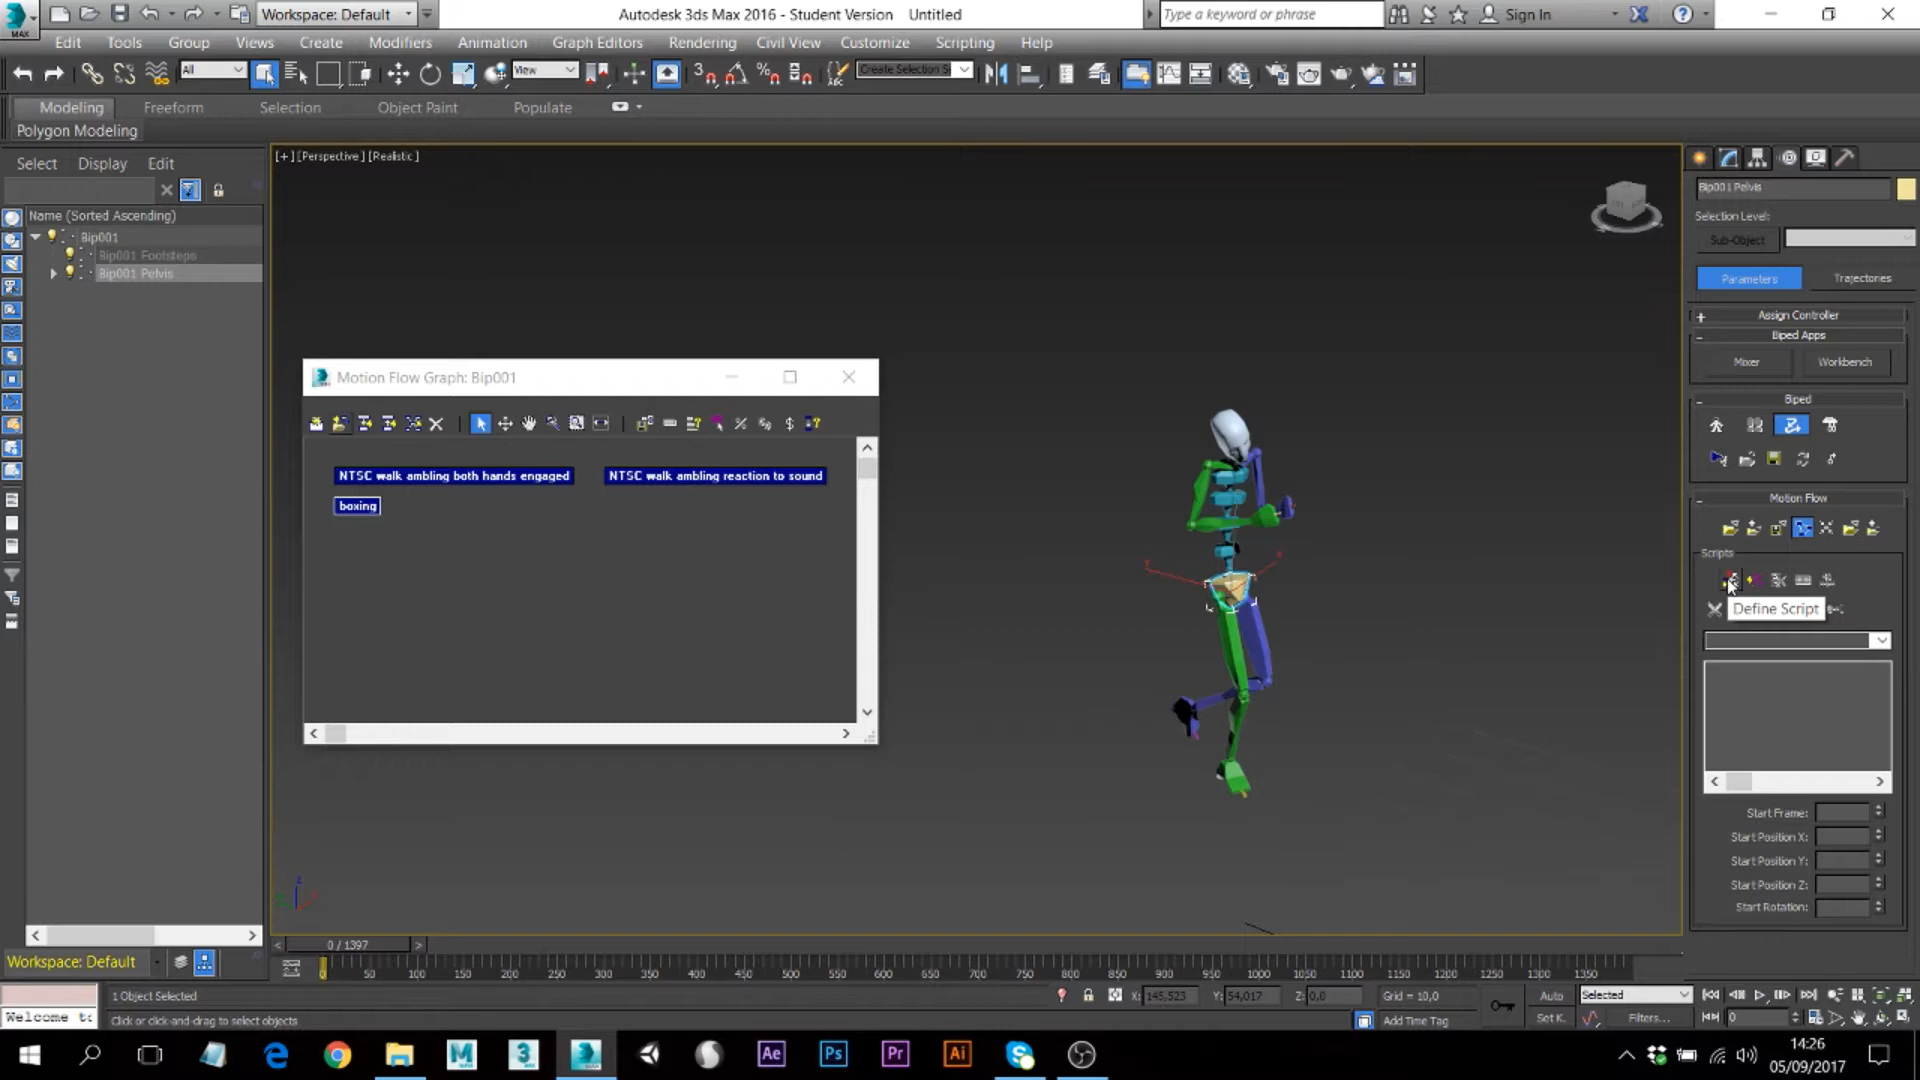 MAX
Workspace: Default
Autodesk 3ds Max 2016 - Student Version Untitled
Type a keyword or phrase
Sign In
Edit Tools Group Views Create Modifiers Animation Graph Editors Rendering Civil View Customize Scripting Help
All
View
3
Create Selection S
Modeling Freeform Selection Object Paint Populate
Polygon Modeling
Select Display Edit
Name (Sorted Ascending)
Bip001
Bip001 Footsteps
Bip001 Pelvis
[+] [Perspective] [Realistic]
Motion Flow Graph: Bip001
NTSC walk ambling both hands engaged
NTSC walk ambling reaction to sound
boxing
Bip001 Pelvis
Selection Level:
Sub-Object
Parameters
Trajectories
+ Assign Controller
- Biped Apps
Mixer
Workbench
- Biped
- Motion Flow
Scripts
Define Script
Start Frame:
Start Position X:
Start Position Y:
Start Position Z:
Start Rotation:
0 / 1397
Workspace: Default
0 50 100 150 200 250 300 350 400 450 500 550 600 650 700 750 800 850 900 950 1000 1050 1100 1150 1200 1250 1300 1350
1 Object Selected
X: 145,523 Y: 54,017 Z: 0,0
Grid = 10,0
Auto
Selected
Welcome to
Click or click-and-drag to select objects
Add Time Tag
Set K.
Filters...
0
Ae Ps Pr Ai
14:26
05/09/2017